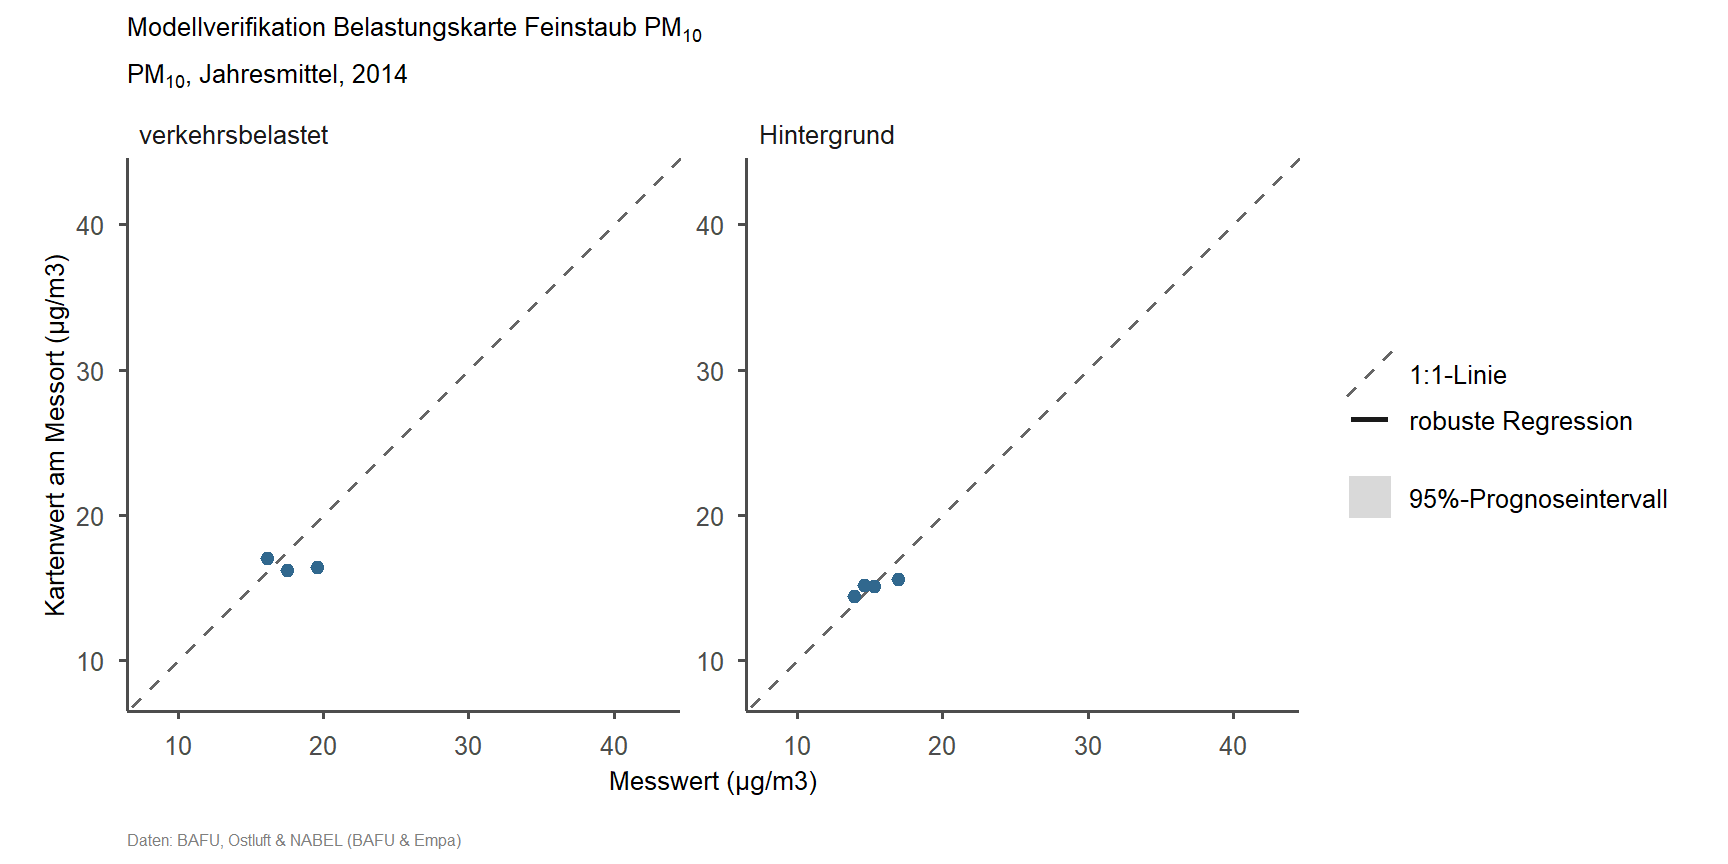 Modellverifikation Belastungskarte Feinstaub PM10
PM10, Jahresmittel, 2014
verkehrsbelastet
Hintergrund
Kartenwert am Messort (µg/m3)
40
30
20
10
10 20 30 40
40
30
20
10
10 20 30 40
Messwert (µg/m3)
1:1-Linie
robuste Regression
95%-Prognoseintervall
Daten: BAFU, Ostluft & NABEL (BAFU & Empa)